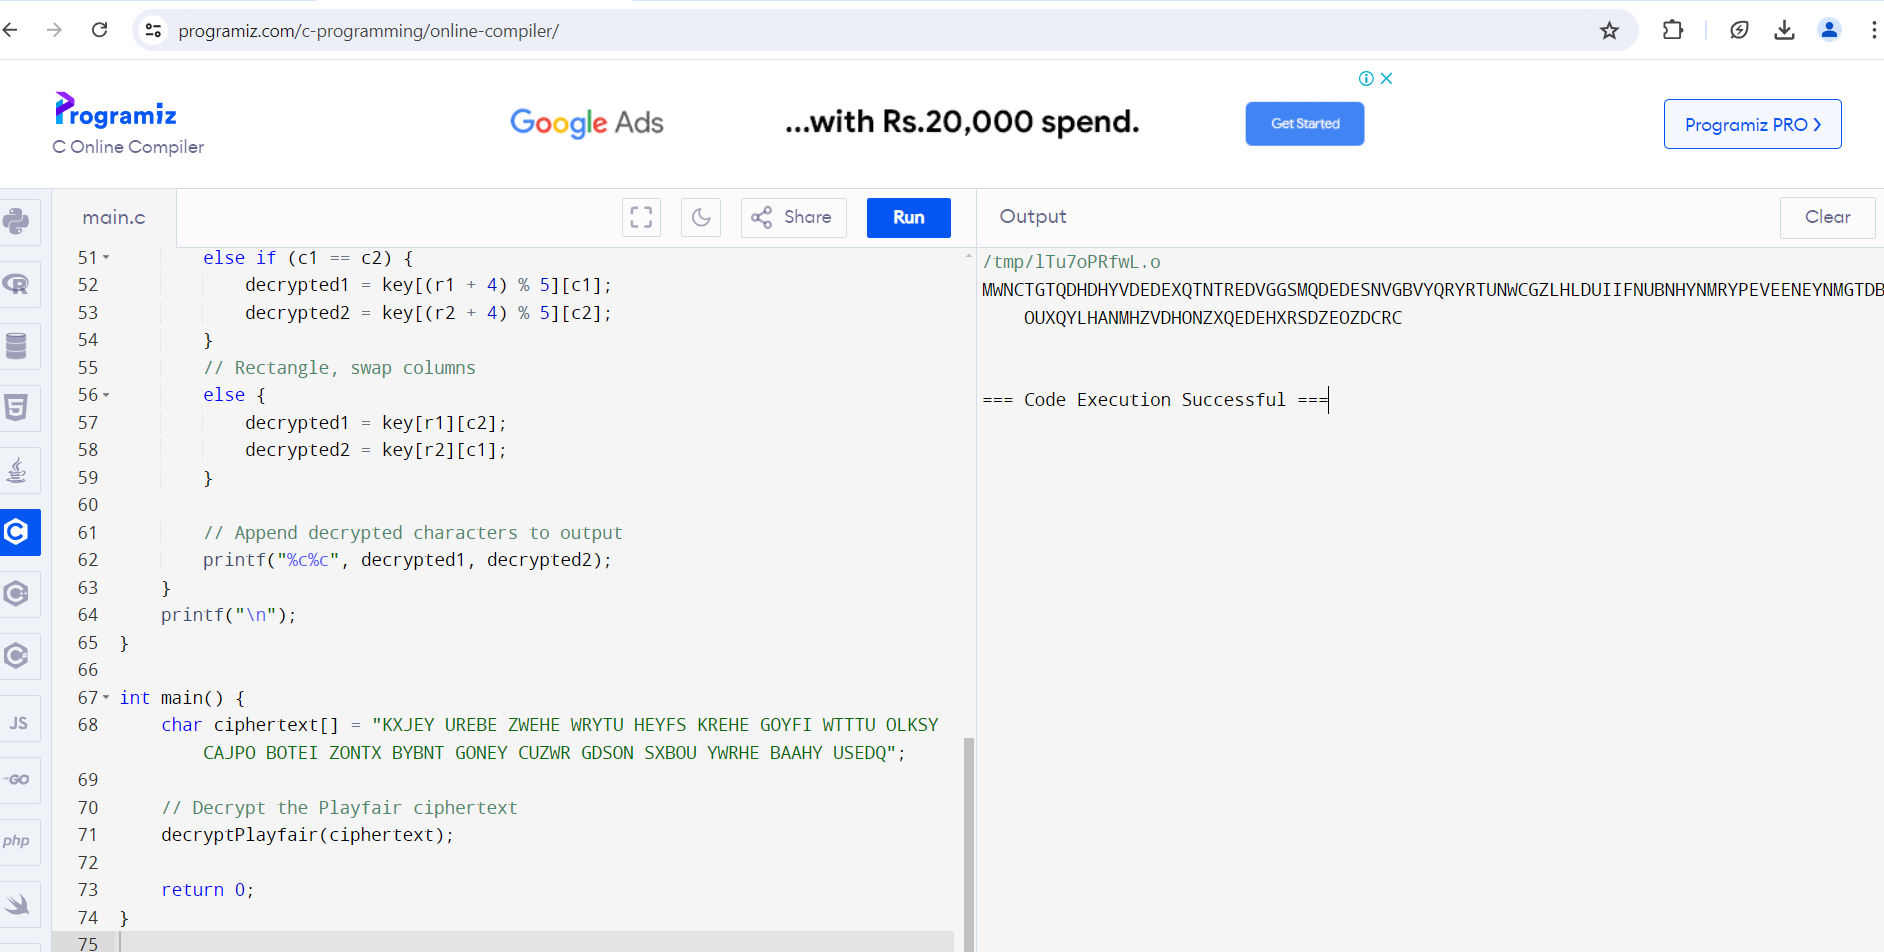 programiz.com/c-programming/online-compiler/
Programiz
C Online Compiler
Google Ads
...with Rs.20,000 spend.
Get Started
Programiz PRO ❯
main.c
Share
Run
Output
Clear
51 else if (c1 == c2) {
52 decrypted1 = key[(r1 + 4) % 5][c1];
53 decrypted2 = key[(r2 + 4) % 5][c2];
54 }
55 // Rectangle, swap columns
56 else {
57 decrypted1 = key[r1][c2];
58 decrypted2 = key[r2][c1];
59 }
60
61 // Append decrypted characters to output
62 printf("%c%c", decrypted1, decrypted2);
63 }
64 printf("\n");
65 }
66
67 int main() {
68 char ciphertext[] = "KXJEY UREBE ZWEHE WRYTU HEYFS KREHE GOYFI WTTTU OLKSY
CAJPO BOTEI ZONTX BYBNT GONEY CUZWR GDSON SXBOU YWRHE BAAHY USEDQ";
69
70 // Decrypt the Playfair ciphertext
71 decryptPlayfair(ciphertext);
72
73 return 0;
74 }
75
/tmp/lTu7oPRfwL.o
MWNCTGTQDHDHYVDEDEXQTNTREDVGGSMQDEDESNVGBVYQRYRTUNWCGZLHLDUIIFNUBNHYNMRYPEVEENEYNMGTDB
OUXQYLHANMHZVDHONZXQEDEHXRSDZEOZDCRC
=== Code Execution Successful ===
JS
GO
php